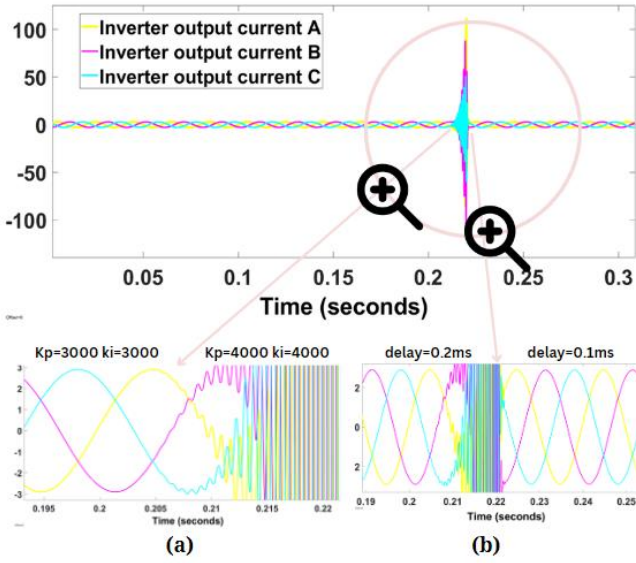 Inverter output current A
Inverter output current B
Inverter output current C
100
50
0
-50
-100
0.05 0.1 0.15 0.2 0.25 0.3
Time (seconds)
Offset=0
Kp=3000 ki=3000 Kp=4000 ki=4000
3
2
1
0
-1
-2
-3
0.195 0.2 0.205 0.21 0.215 0.22
Time (seconds)
(a)
delay=0.2ms delay=0.1ms
2
0
2
0.19 0.2 0.21 0.22 0.23 0.24 0.25
Time (seconds)
(b)